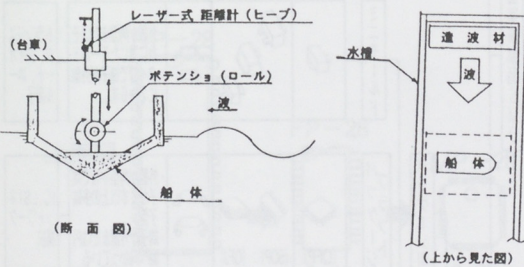 レーザー式 距離計（ヒーブ）
（台車）
ポテンショ（ロール）
波
船 体
（断 面 図）
水槽
造 波 材
波
船 体
（上から見た図）